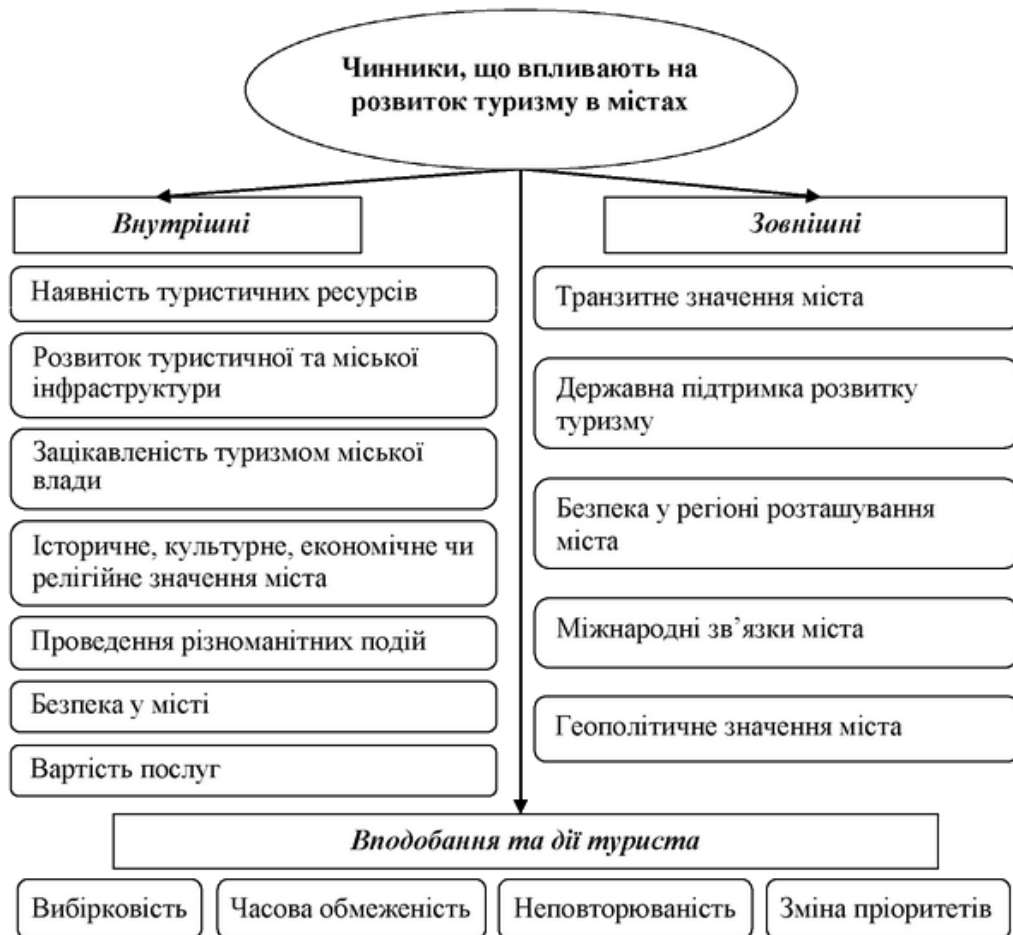 Чинники, що впливають на
розвиток туризму в містах
Внутрішні
Наявність туристичних ресурсів
Розвиток туристичної та міської
інфраструктури
Зацікавленість туризмом міської
влади
Історичне, культурне, економічне чи
релігійне значення міста
Проведення різноманітних подій
Безпека у місті
Вартість послуг
Зовнішні
Транзитне значення міста
Державна підтримка розвитку
туризму
Безпека у регіоні розташування
міста
Міжнародні зв’язки міста
Геополітичне значення міста
Вподобання та дії туриста
Вибірковість
Часова обмеженість
Неповторюваність
Зміна пріоритетів